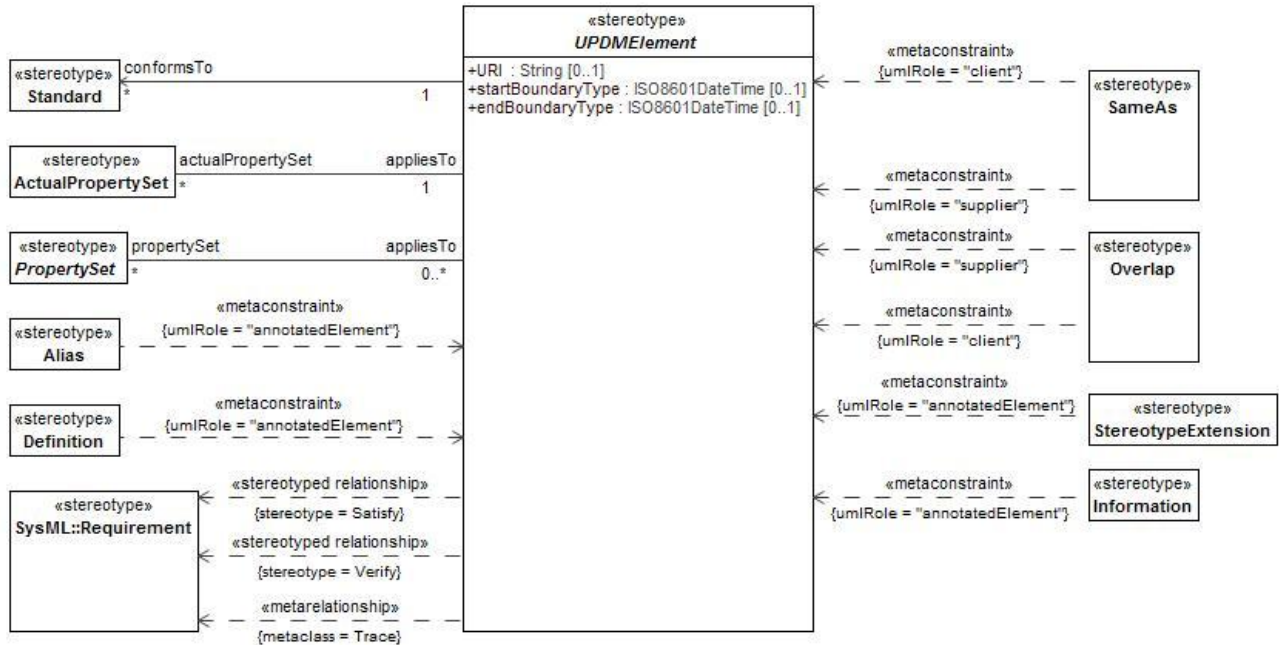 «stereotype»
UPDMElement
+URI : String [0..1]
+startBoundaryType : ISO8601DateTime [0..1]
+endBoundaryType : ISO8601DateTime [0..1]
«stereotype»
Standard
conformsTo
*
1
«stereotype»
ActualPropertySet
actualPropertySet
*
appliesTo
1
«stereotype»
PropertySet
propertySet
*
appliesTo
0..*
«stereotype»
Alias
«metaconstraint»
{umlRole = "annotatedElement"}
«stereotype»
Definition
«metaconstraint»
{umlRole = "annotatedElement"}
«stereotype»
SysML::Requirement
«stereotyped relationship»
{stereotype = Satisfy}
«stereotyped relationship»
{stereotype = Verify}
«metarelationship»
{metaclass = Trace}
«metaconstraint»
{umlRole = "client"}
«stereotype»
SameAs
«metaconstraint»
{umlRole = "supplier"}
«metaconstraint»
{umlRole = "supplier"}
«stereotype»
Overlap
«metaconstraint»
{umlRole = "client"}
«metaconstraint»
{umlRole = "annotatedElement"}
«stereotype»
StereotypeExtension
«metaconstraint»
{umlRole = "annotatedElement"}
«stereotype»
Information